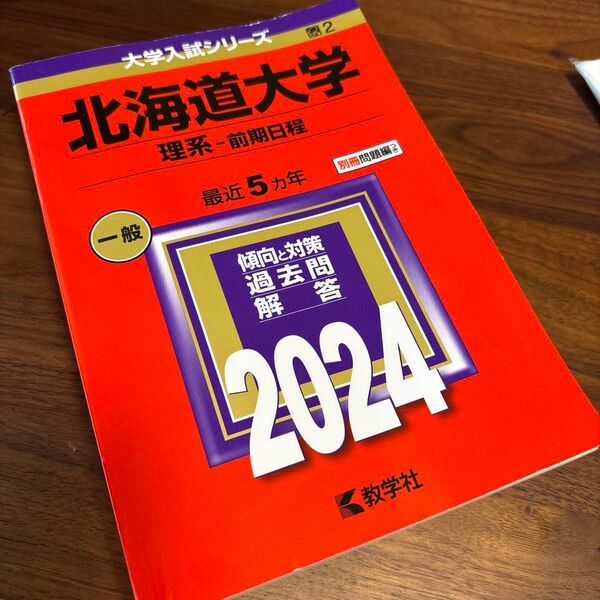 大学入試シリーズ
2
北海道大学
理系-前期日程
別冊問題編つき
最近5カ年
一般
傾向と対策
過去問
解答
2024
教学社